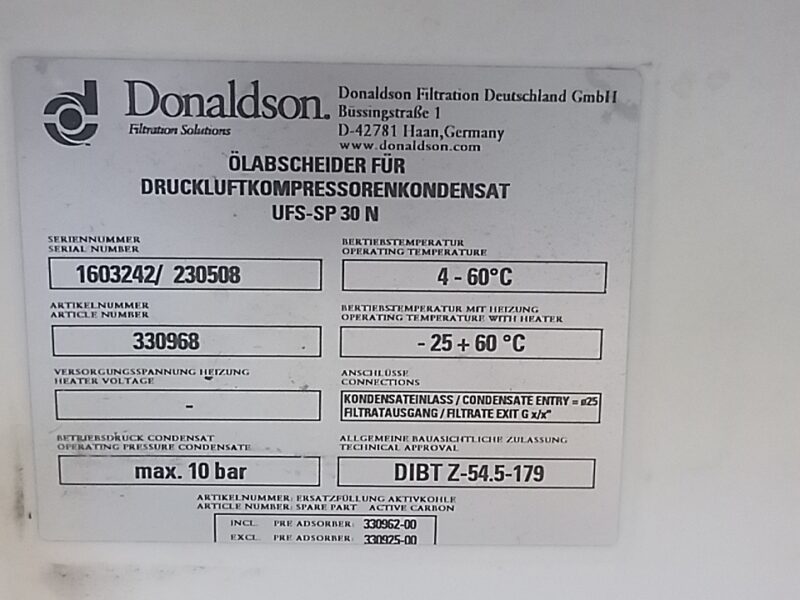 Donaldson.
Filtration Solutions
Donaldson Filtration Deutschland GmbH
Büssingstraße 1
D-42781 Haan,Germany
www.donaldson.com
ÖLABSCHEIDER FÜR
DRUCKLUFTKOMPRESSORENKONDENSAT
UFS-SP 30 N
SERIENNUMMER
SERIAL NUMBER
1603242/ 230508
BERTIEBSTEMPERATUR
OPERATING TEMPERATURE
4 - 60°C
ARTIKELNUMMER
ARTICLE NUMBER
330968
BERTIEBSTEMPERATUR MIT HEIZUNG
OPERATING TEMPERATURE WITH HEATER
- 25 + 60 °C
VERSORGUNGSSPANNUNG HEIZUNG
HEATER VOLTAGE
-
ANSCHLÜSSE
CONNECTIONS
KONDENSATEINLASS / CONDENSATE ENTRY = ø25
FILTRATAUSGANG / FILTRATE EXIT G x/x"
BETRIEBSDRUCK CONDENSAT
OPERATING PRESSURE CONDENSATE
max. 10 bar
ALLGEMEINE BAUASICHTLICHE ZULASSUNG
TECHNICAL APPROVAL
DIBT Z-54.5-179
ARTIKELNUMMER: ERSATZFÜLLUNG AKTIVKOHLE
ARTICLE NUMBER: SPARE PART ACTIVE CARBON
INCL. PRE ADSORBER: 330962-00
EXCL. PRE ADSORBER: 330925-00